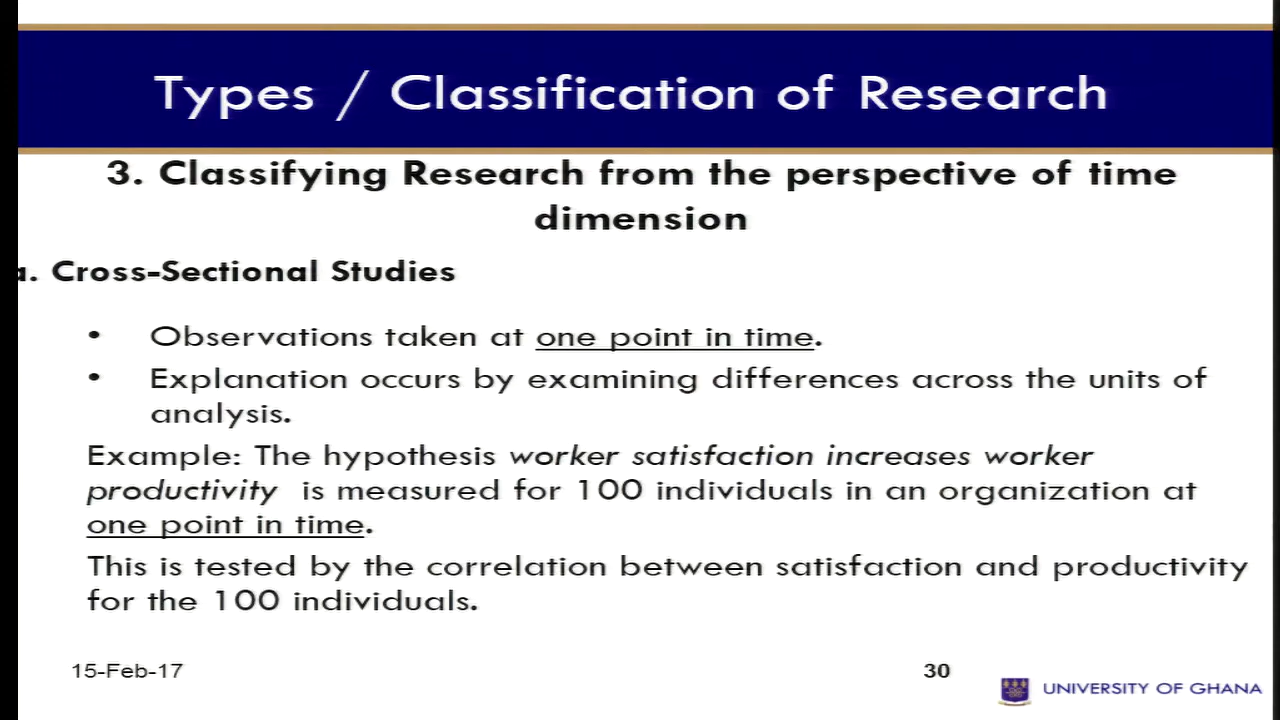 Types / Classification of Research
3. Classifying Research from the perspective of time
dimension
a. Cross-Sectional Studies
• Observations taken at one point in time.
• Explanation occurs by examining differences across the units of
analysis.
Example: The hypothesis worker satisfaction increases worker
productivity is measured for 100 individuals in an organization at
one point in time.
This is tested by the correlation between satisfaction and productivity
for the 100 individuals.
15-Feb-17
30
UNIVERSITY OF GHANA